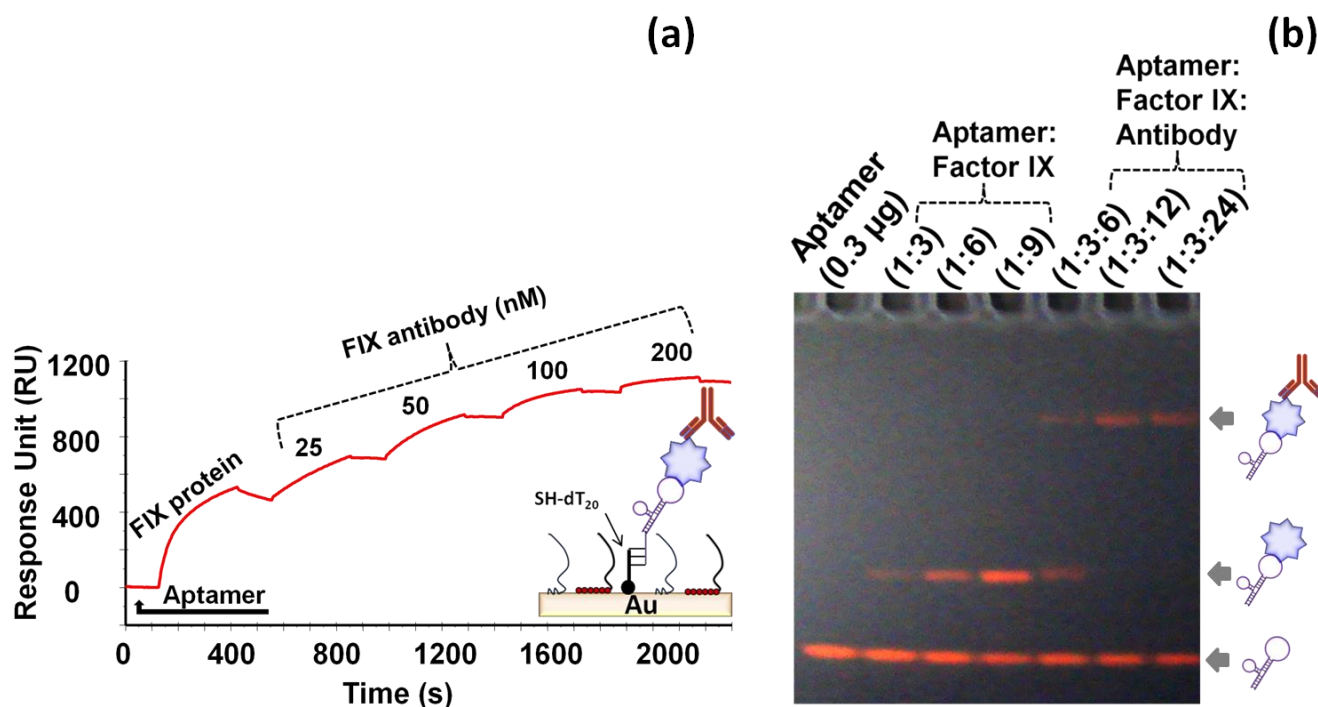 (a)
FIX antibody (nM)
25
50
100
200
FIX protein
Aptamer
SH-dT20
Au
Response Unit (RU)
1200
800
400
0
0
400
800
1200
1600
2000
Time (s)
(b)
Aptamer
(0.3 µg)
Aptamer:
Factor IX
(1:3)
(1:6)
(1:9)
Aptamer:
Factor IX:
Antibody
(1:3:6)
(1:3:12)
(1:3:24)